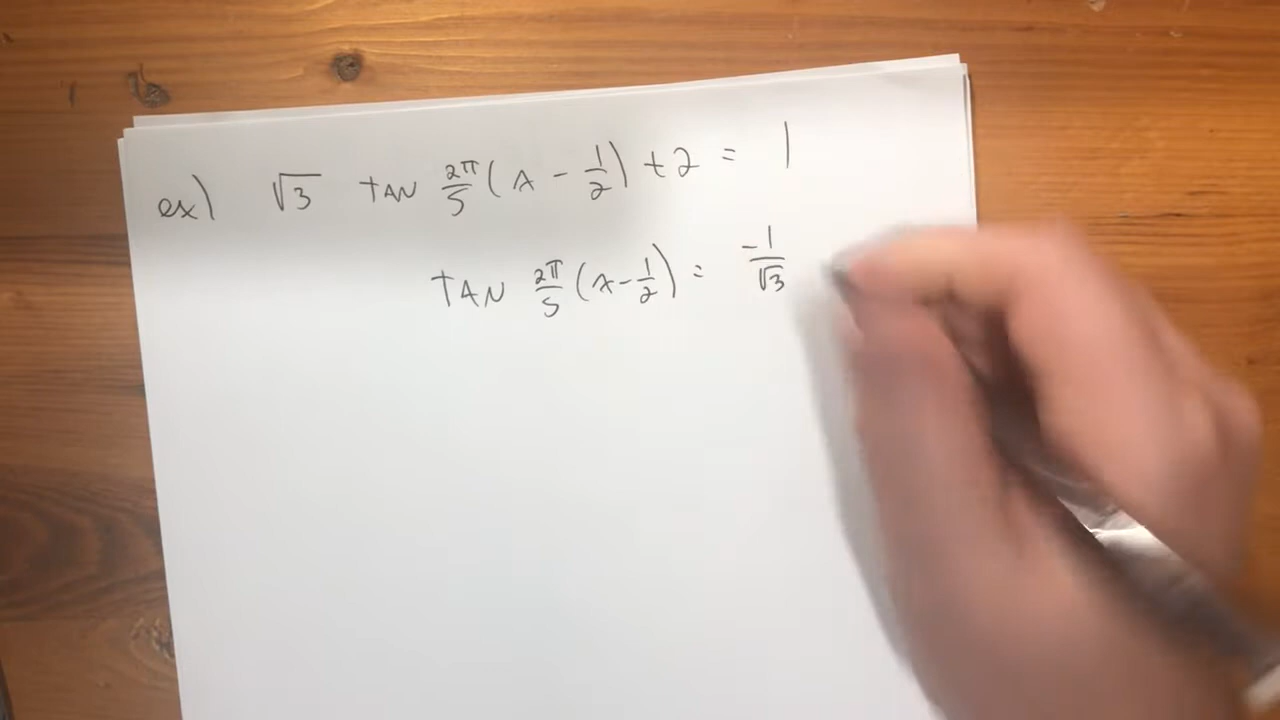 ex) √3 TAN 2π/5 (x - 1/2) + 2 = 1
TAN 2π/5 (x - 1/2) = -1/√3